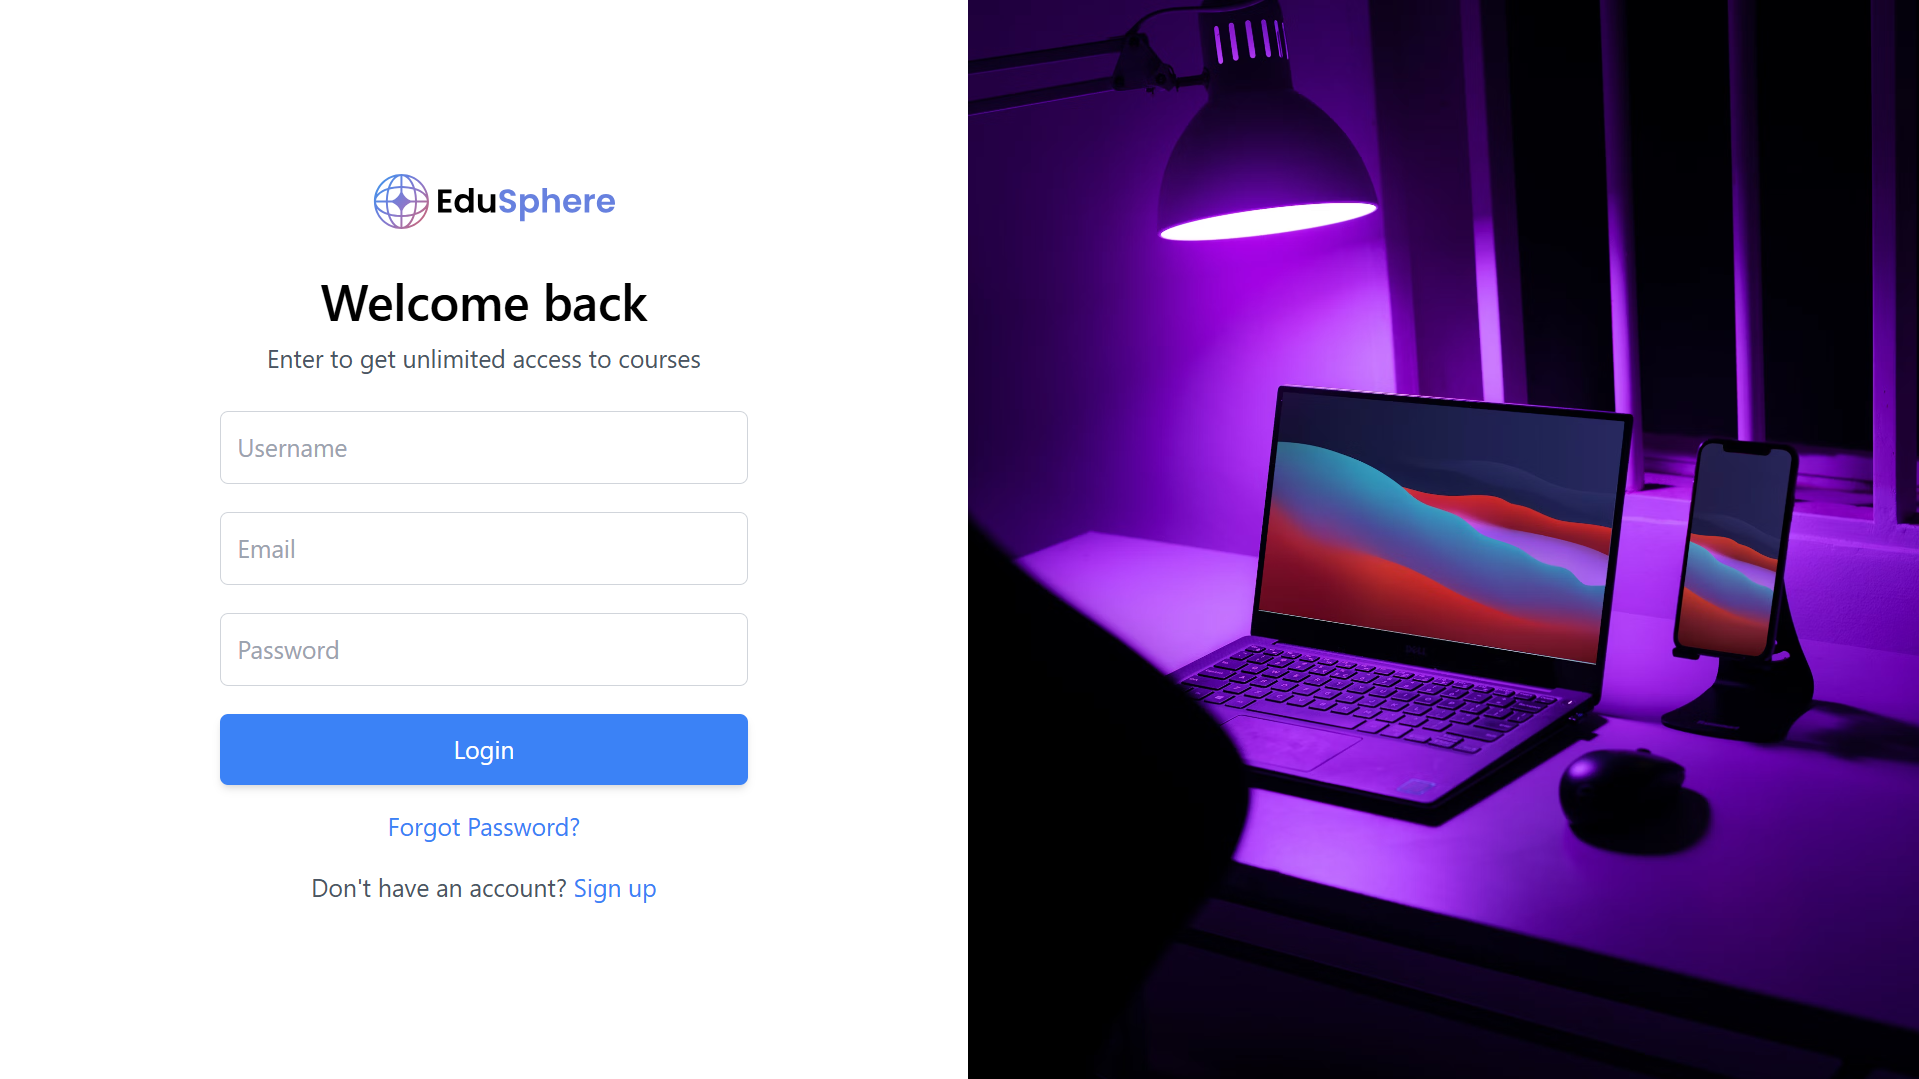 EduSphere
Welcome back
Enter to get unlimited access to courses
Username
Email
Password
Login
Forgot Password?
Don't have an account? Sign up